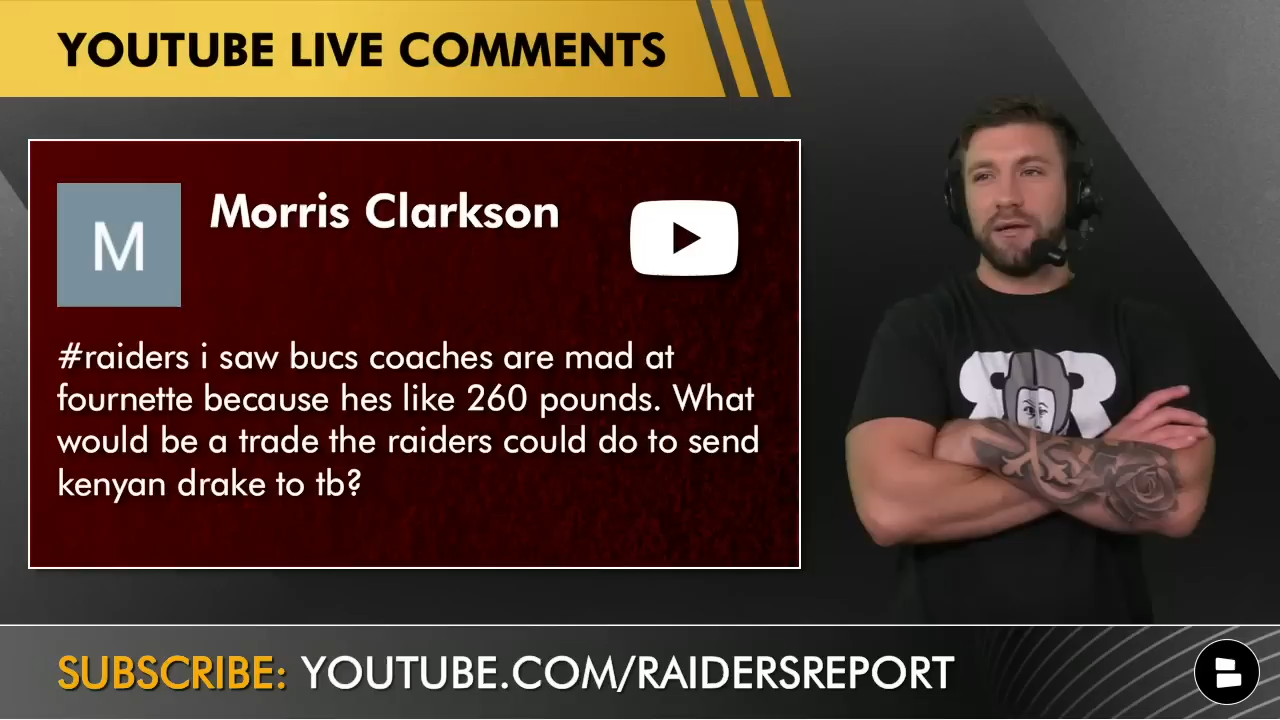 YOUTUBE LIVE COMMENTS
M
Morris Clarkson
#raiders i saw bucs coaches are mad at
fournette because hes like 260 pounds. What
would be a trade the raiders could do to send
kenyan drake to tb?
RR
SUBSCRIBE: YOUTUBE.COM/RAIDERSREPORT